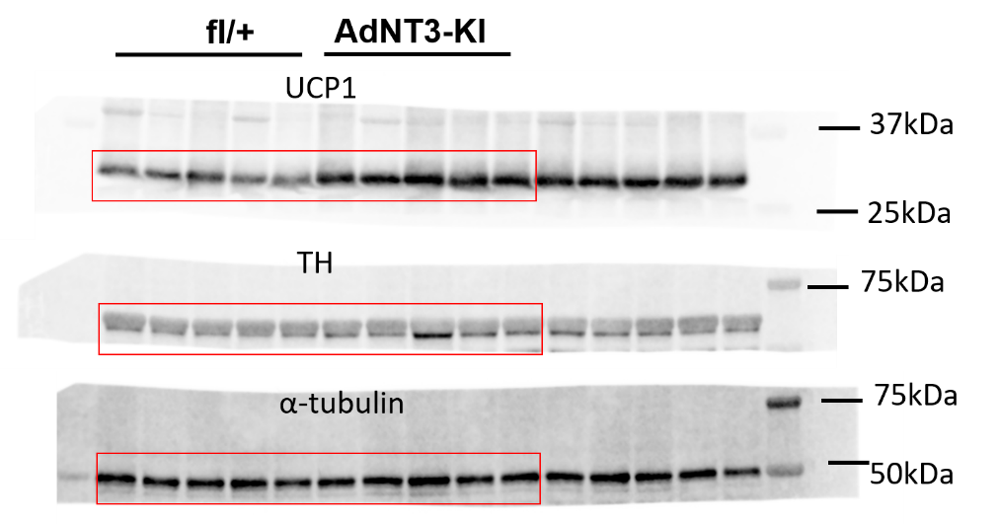 fl/+ AdNT3-KI
UCP1
37kDa
25kDa
TH
75kDa
α-tubulin
75kDa
50kDa